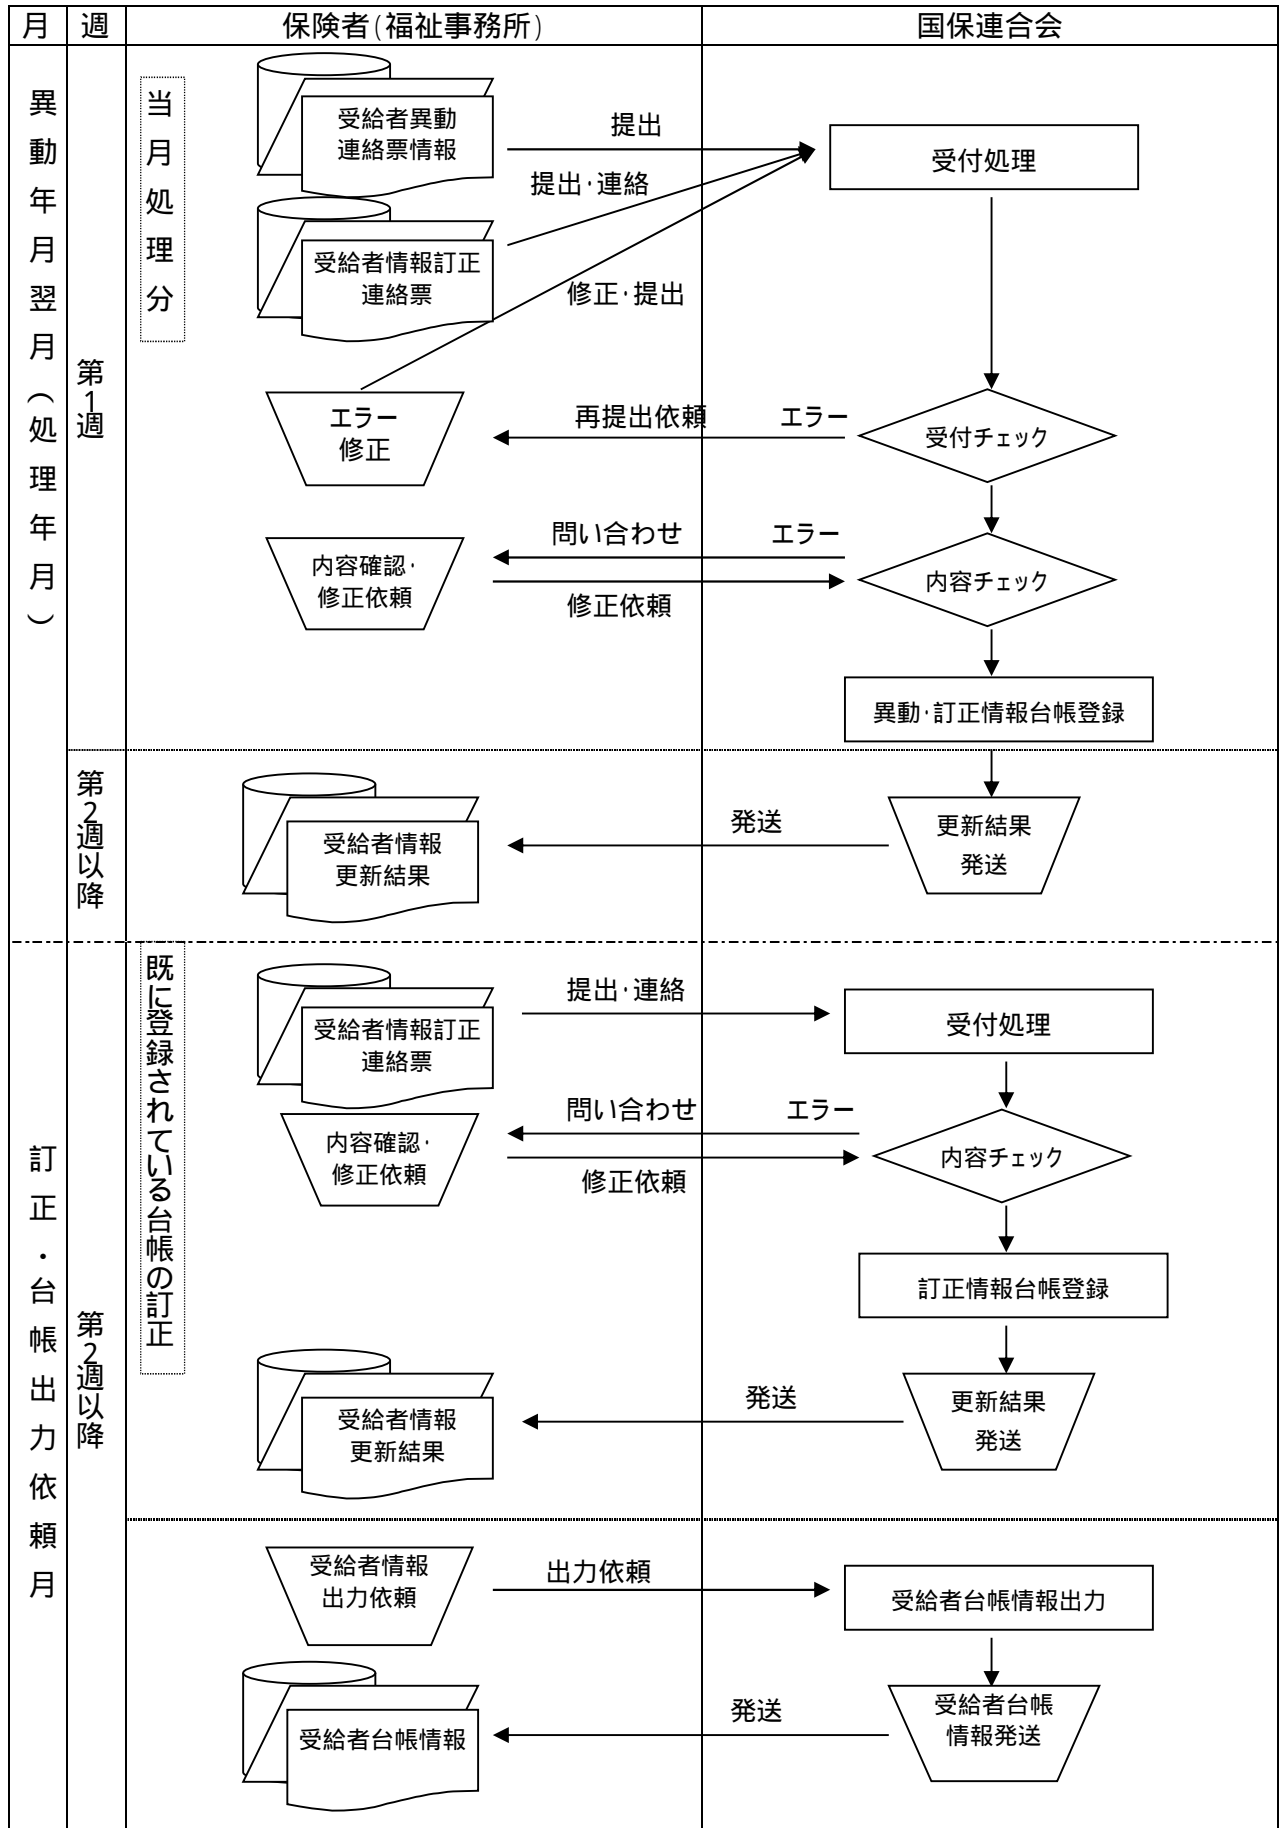 月
週
保険者(福祉事務所)
国保連合会
異動年月翌月(処理年月)
第1週
当月処理分
受給者異動
連絡票情報
提出
受付処理
提出・連絡
受給者情報訂正
連絡票
修正・提出
エラー
修正
再提出依頼
エラー
受付チェック
内容確認・
修正依頼
問い合わせ
エラー
修正依頼
内容チェック
異動・訂正情報台帳登録
第2週以降
受給者情報
更新結果
発送
更新結果
発送
訂正・台帳出力依頼月
第2週以降
既に登録されている台帳の訂正
受給者情報訂正
連絡票
提出・連絡
受付処理
内容確認・
修正依頼
問い合わせ
エラー
修正依頼
内容チェック
訂正情報台帳登録
受給者情報
更新結果
発送
更新結果
発送
受給者情報
出力依頼
出力依頼
受給者台帳情報出力
受給者台帳情報
発送
受給者台帳
情報発送